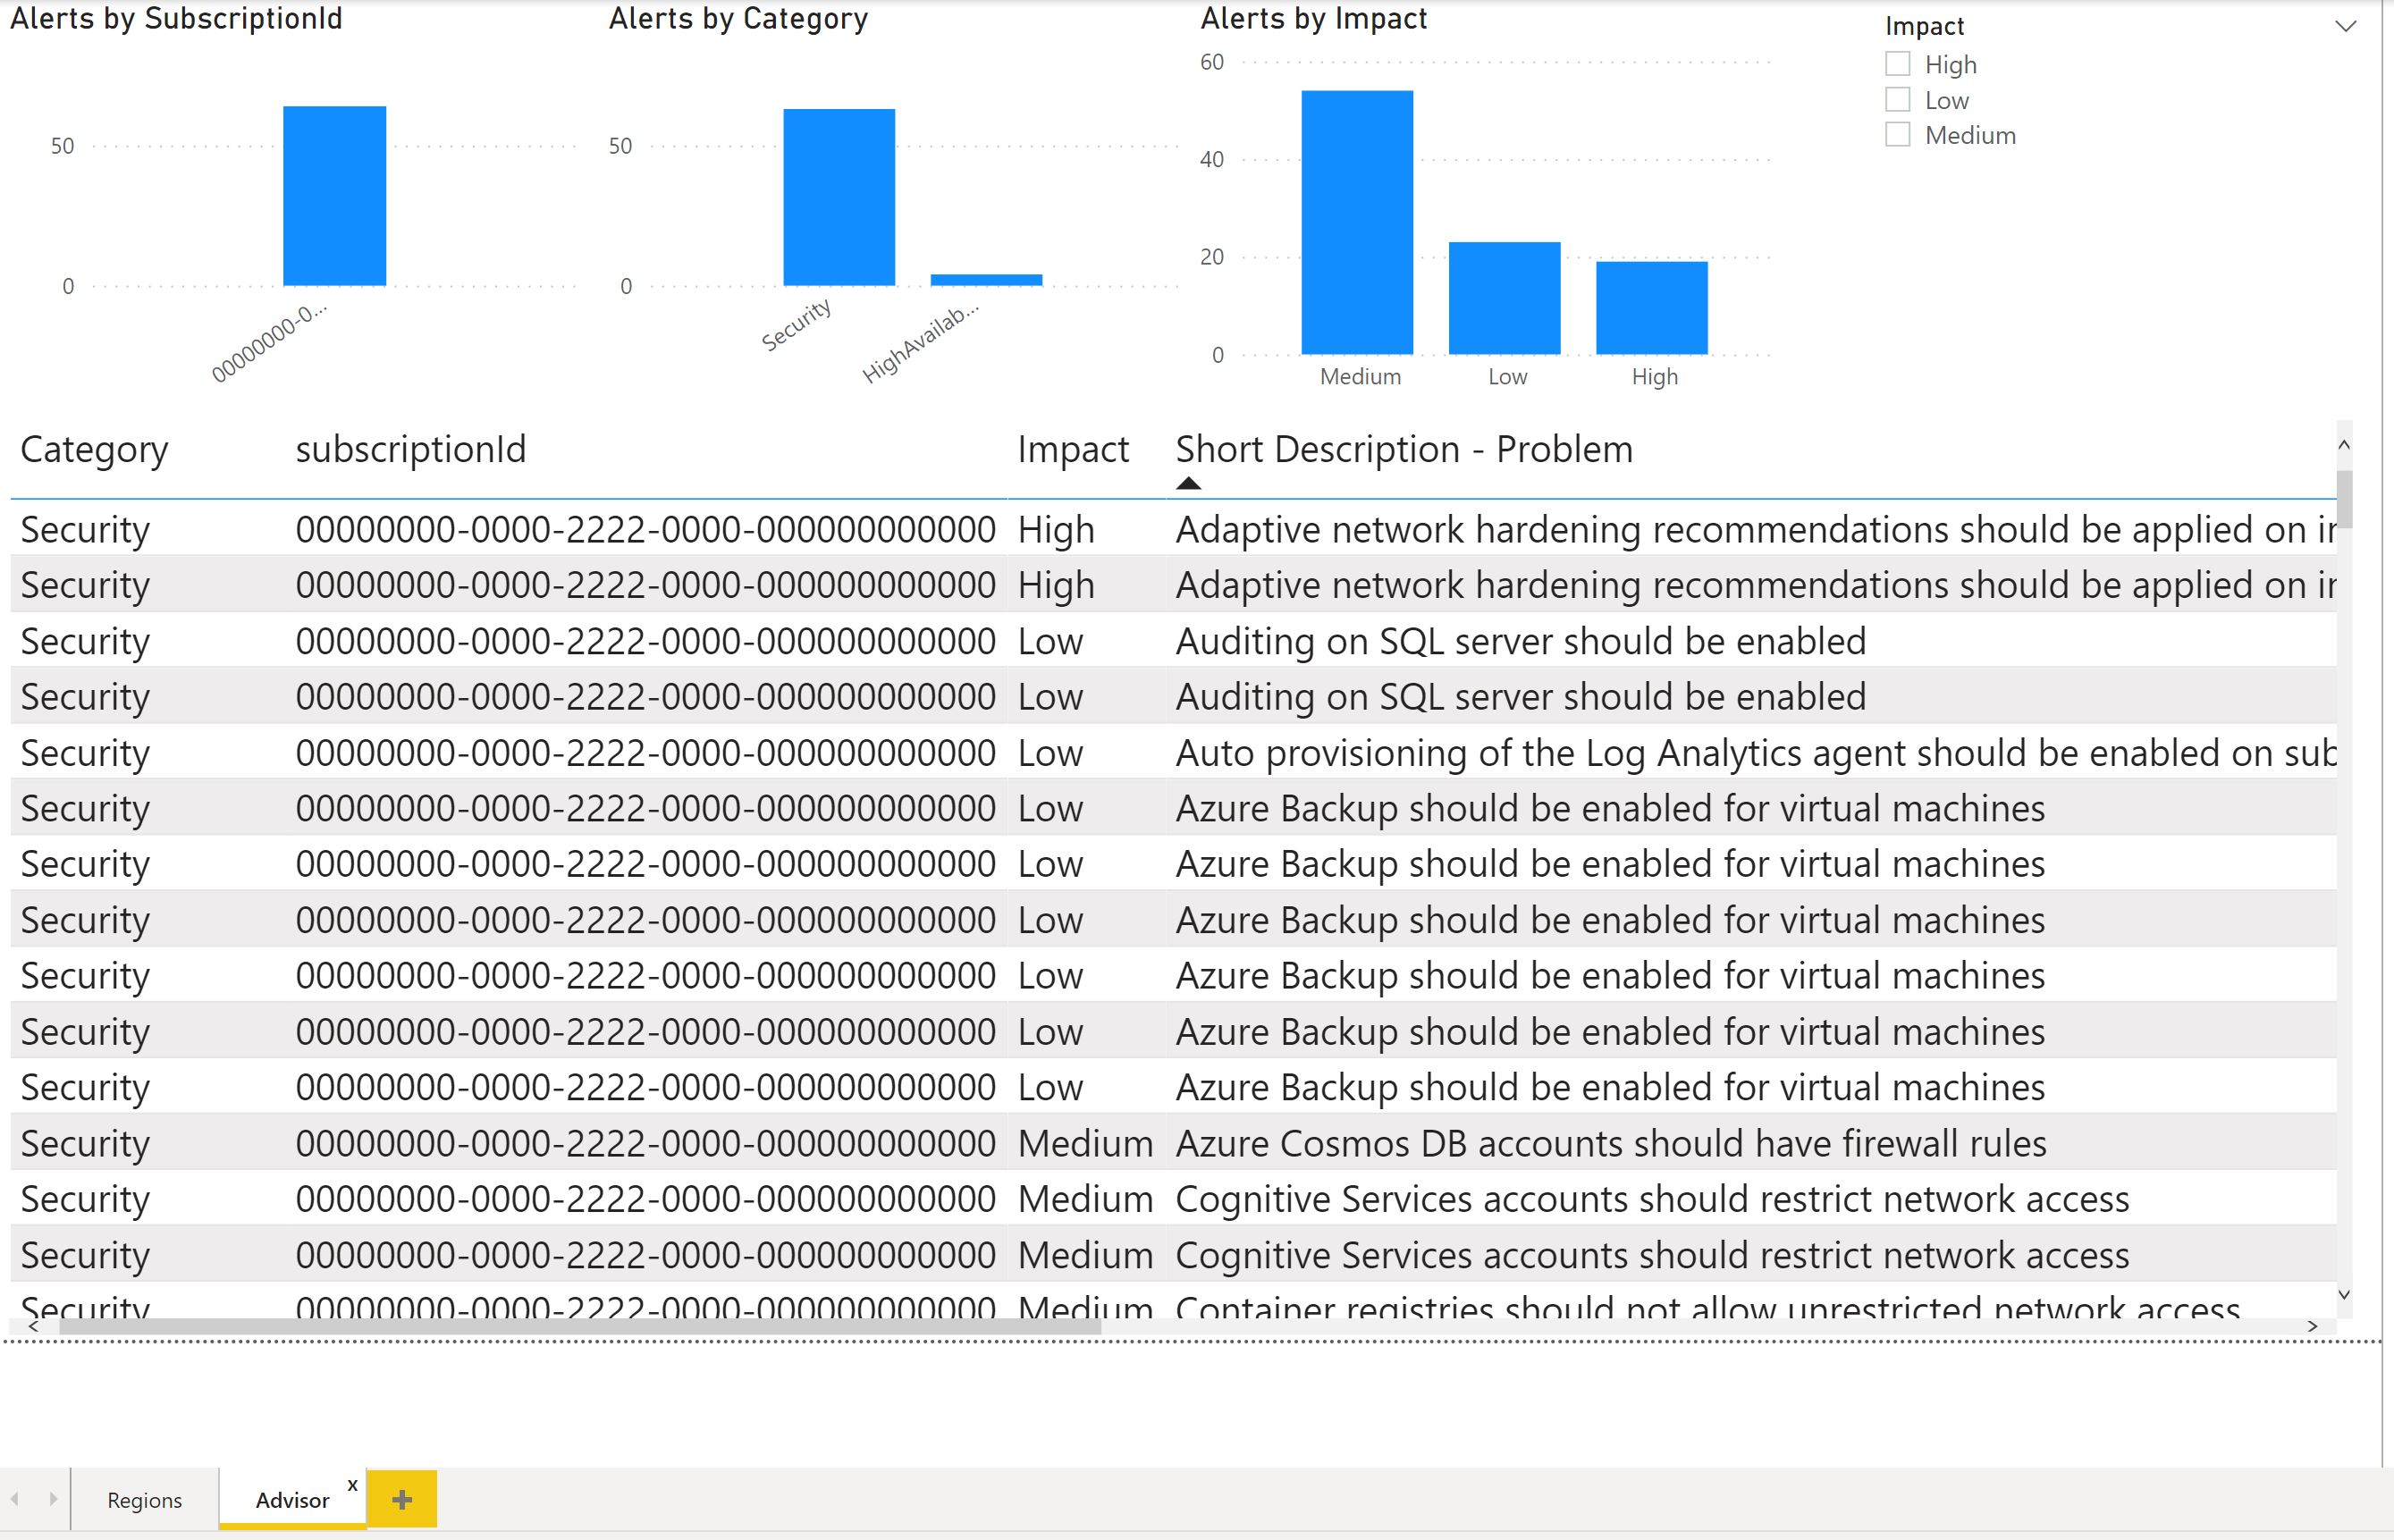 Alerts by SubscriptionId
50
0
00000000-0...
Alerts by Category
50
0
Security
HighAvailab...
Alerts by Impact
60
40
20
0
Medium
Low
High
Impact
High
Low
Medium
Category subscriptionId Impact Short Description - Problem
Security 00000000-0000-2222-0000-000000000000 High Adaptive network hardening recommendations should be applied on
Security 00000000-0000-2222-0000-000000000000 High Adaptive network hardening recommendations should be applied on
Security 00000000-0000-2222-0000-000000000000 Low Auditing on SQL server should be enabled
Security 00000000-0000-2222-0000-000000000000 Low Auditing on SQL server should be enabled
Security 00000000-0000-2222-0000-000000000000 Low Auto provisioning of the Log Analytics agent should be enabled on sub
Security 00000000-0000-2222-0000-000000000000 Low Azure Backup should be enabled for virtual machines
Security 00000000-0000-2222-0000-000000000000 Low Azure Backup should be enabled for virtual machines
Security 00000000-0000-2222-0000-000000000000 Low Azure Backup should be enabled for virtual machines
Security 00000000-0000-2222-0000-000000000000 Low Azure Backup should be enabled for virtual machines
Security 00000000-0000-2222-0000-000000000000 Low Azure Backup should be enabled for virtual machines
Security 00000000-0000-2222-0000-000000000000 Low Azure Backup should be enabled for virtual machines
Security 00000000-0000-2222-0000-000000000000 Medium Azure Cosmos DB accounts should have firewall rules
Security 00000000-0000-2222-0000-000000000000 Medium Cognitive Services accounts should restrict network access
Security 00000000-0000-2222-0000-000000000000 Medium Cognitive Services accounts should restrict network access
Security 00000000-0000-2222-0000-000000000000 Medium Container registries should not allow unrestricted network access
Regions
Advisor x
+